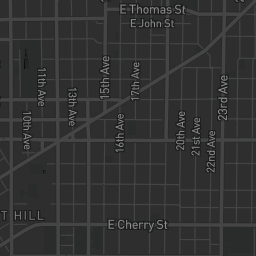 E Thomas St
E John St
15th Ave
17th Ave
11th Ave
10th Ave
13th Ave
16th Ave
20th Ave
21st Ave
22nd Ave
23rd Ave
T HILL
E Cherry St